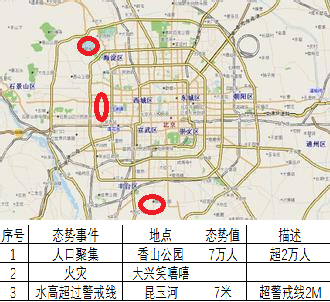 海淀区
石景山区
西城区
东城区
朝阳区
宣武区
崇文区
通州区
丰台区
序号 态势事件 地点 态势值 描述
1 人口聚集 香山公园 7万人 超2万人
2 火灾 大兴笑嘻嘻
3 水高超过警戒线 昆玉河 7米 超警戒线2M